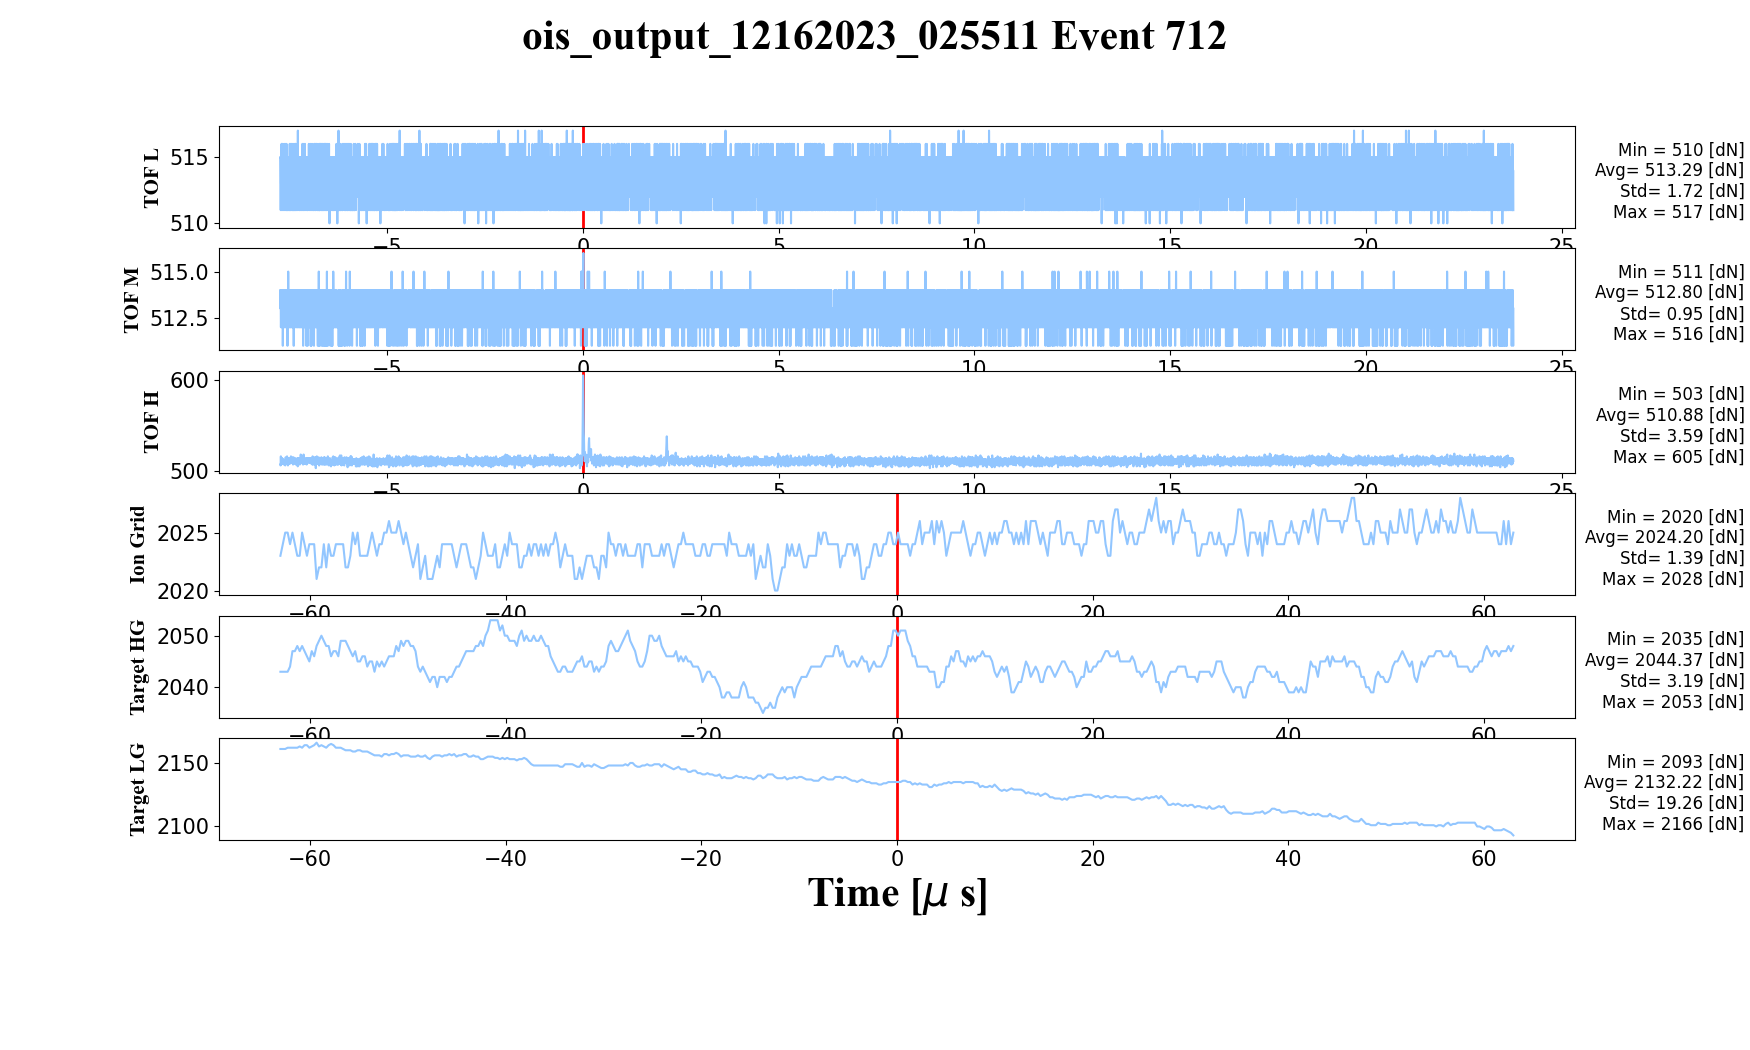 ois_output_12162023_025511 Event 712
TOF L
515
510
−5 0 5 10 15 20 25
Min = 510 [dN]
Avg= 513.29 [dN]
Std= 1.72 [dN]
Max = 517 [dN]
TOF M
515.0
512.5
−5 0 5 10 15 20 25
Min = 511 [dN]
Avg= 512.80 [dN]
Std= 0.95 [dN]
Max = 516 [dN]
TOF H
600
500
−5 0 5 10 15 20 25
Min = 503 [dN]
Avg= 510.88 [dN]
Std= 3.59 [dN]
Max = 605 [dN]
Ion Grid
2025
2020
−60 −40 −20 0 20 40 60
Min = 2020 [dN]
Avg= 2024.20 [dN]
Std= 1.39 [dN]
Max = 2028 [dN]
Target HG
2050
2040
−60 −40 −20 0 20 40 60
Min = 2035 [dN]
Avg= 2044.37 [dN]
Std= 3.19 [dN]
Max = 2053 [dN]
Target LG
2150
2100
−60 −40 −20 0 20 40 60
Min = 2093 [dN]
Avg= 2132.22 [dN]
Std= 19.26 [dN]
Max = 2166 [dN]
Time [μ s]